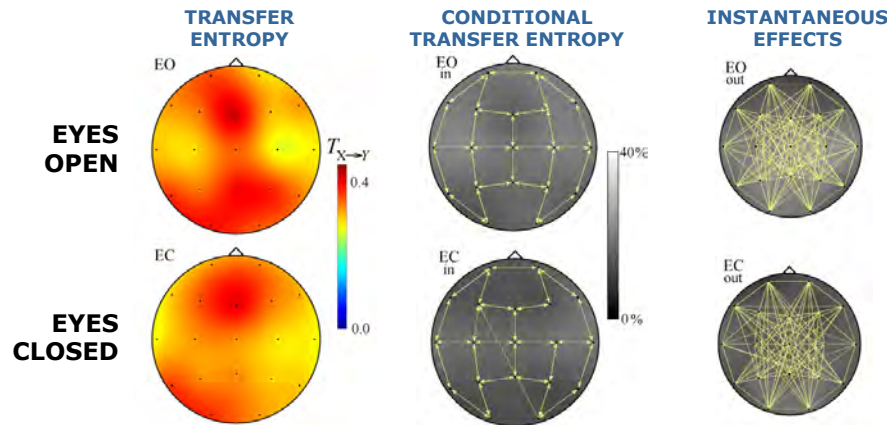 TRANSFER
ENTROPY
CONDITIONAL
TRANSFER ENTROPY
INSTANTANEOUS
EFFECTS
EYES
OPEN
EO
T X→Y
0.4
0.0
EO
in
40%
0%
EO
out
EYES
CLOSED
EC
EC
in
EC
out